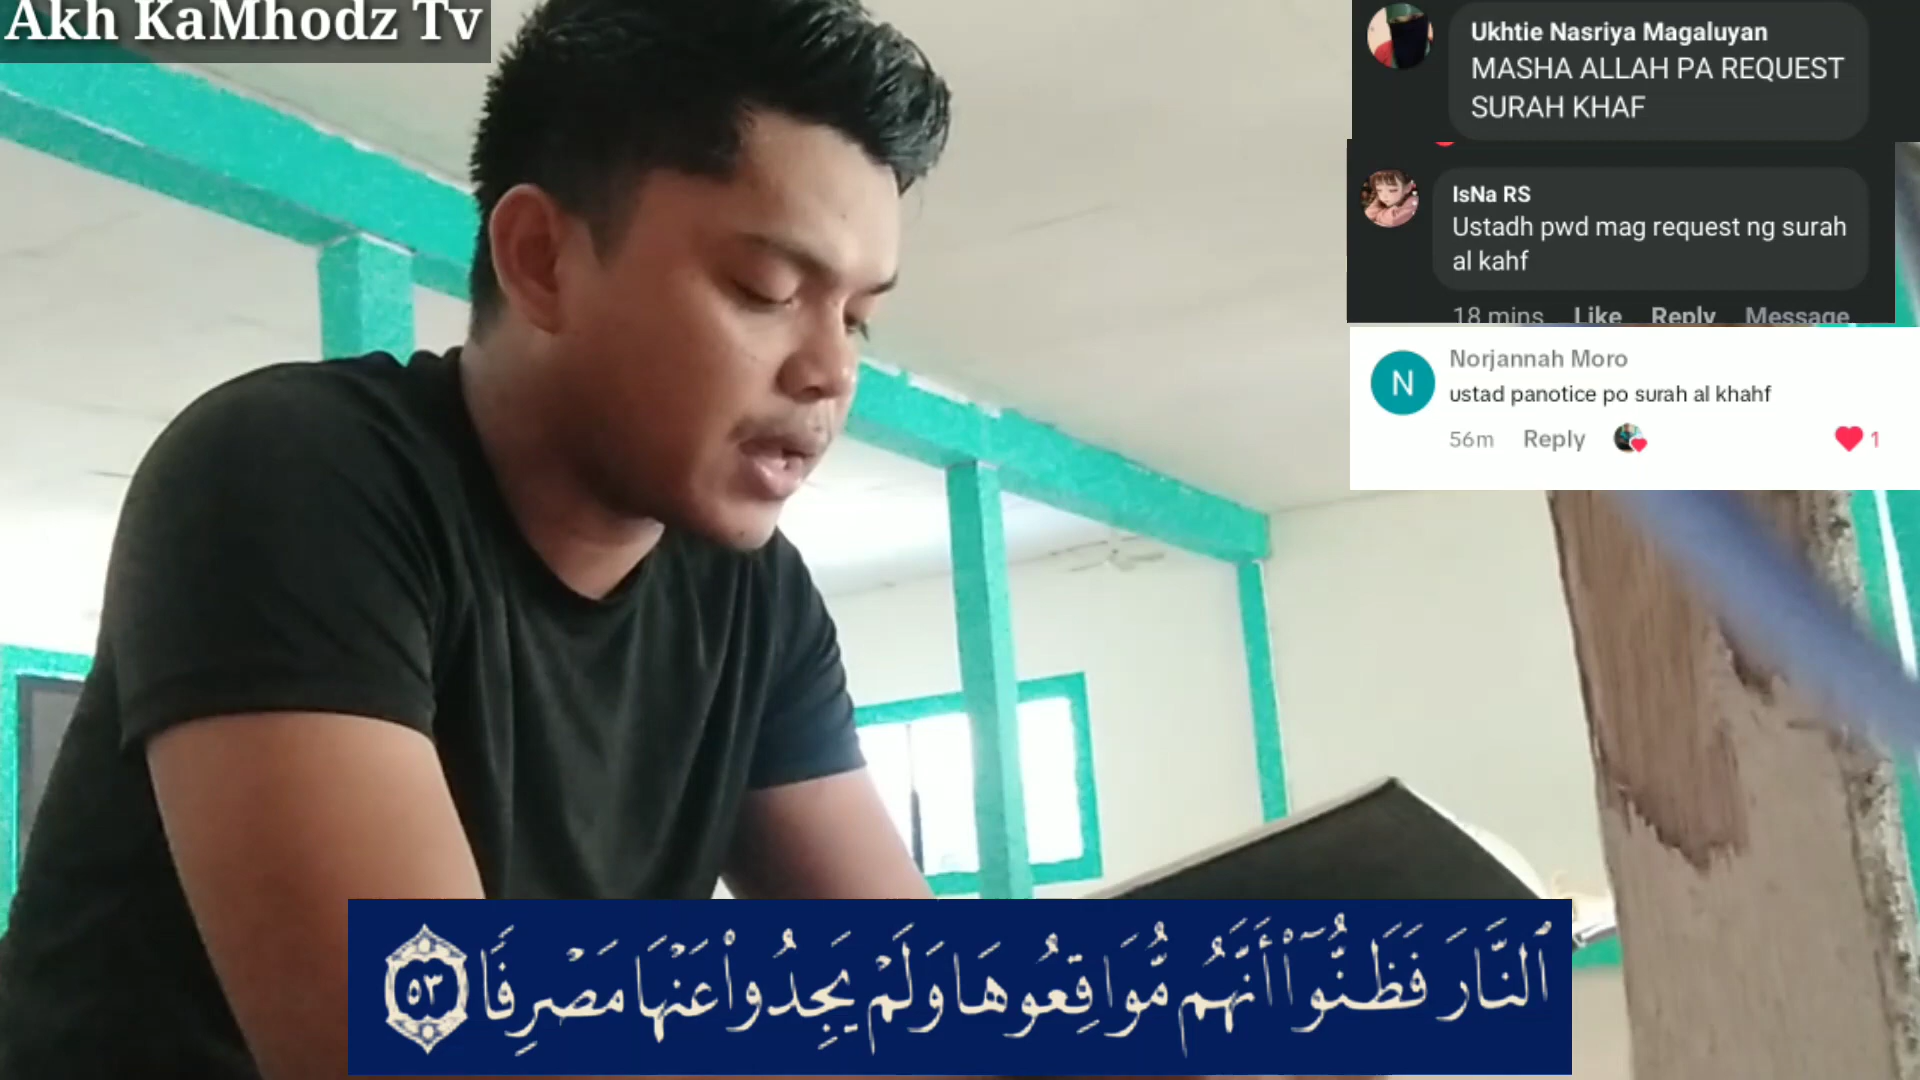 Akh KaMhodz Tv
Ukhtie Nasriya Magaluyan
MASHA ALLAH PA REQUEST
SURAH KHAF
IsNa RS
Ustadh pwd mag request ng surah
al kahf
18 mins Like Reply Message
Norjannah Moro
N
ustad panotice po surah al khahf
56m Reply 1
ٱلنَّارَ فَظَنُّوٓا۟ أَنَّهُم مُّوَاقِعُوهَا وَلَمْ يَجِدُوا۟ عَنْهَا مَصْرِفًا ٥٣